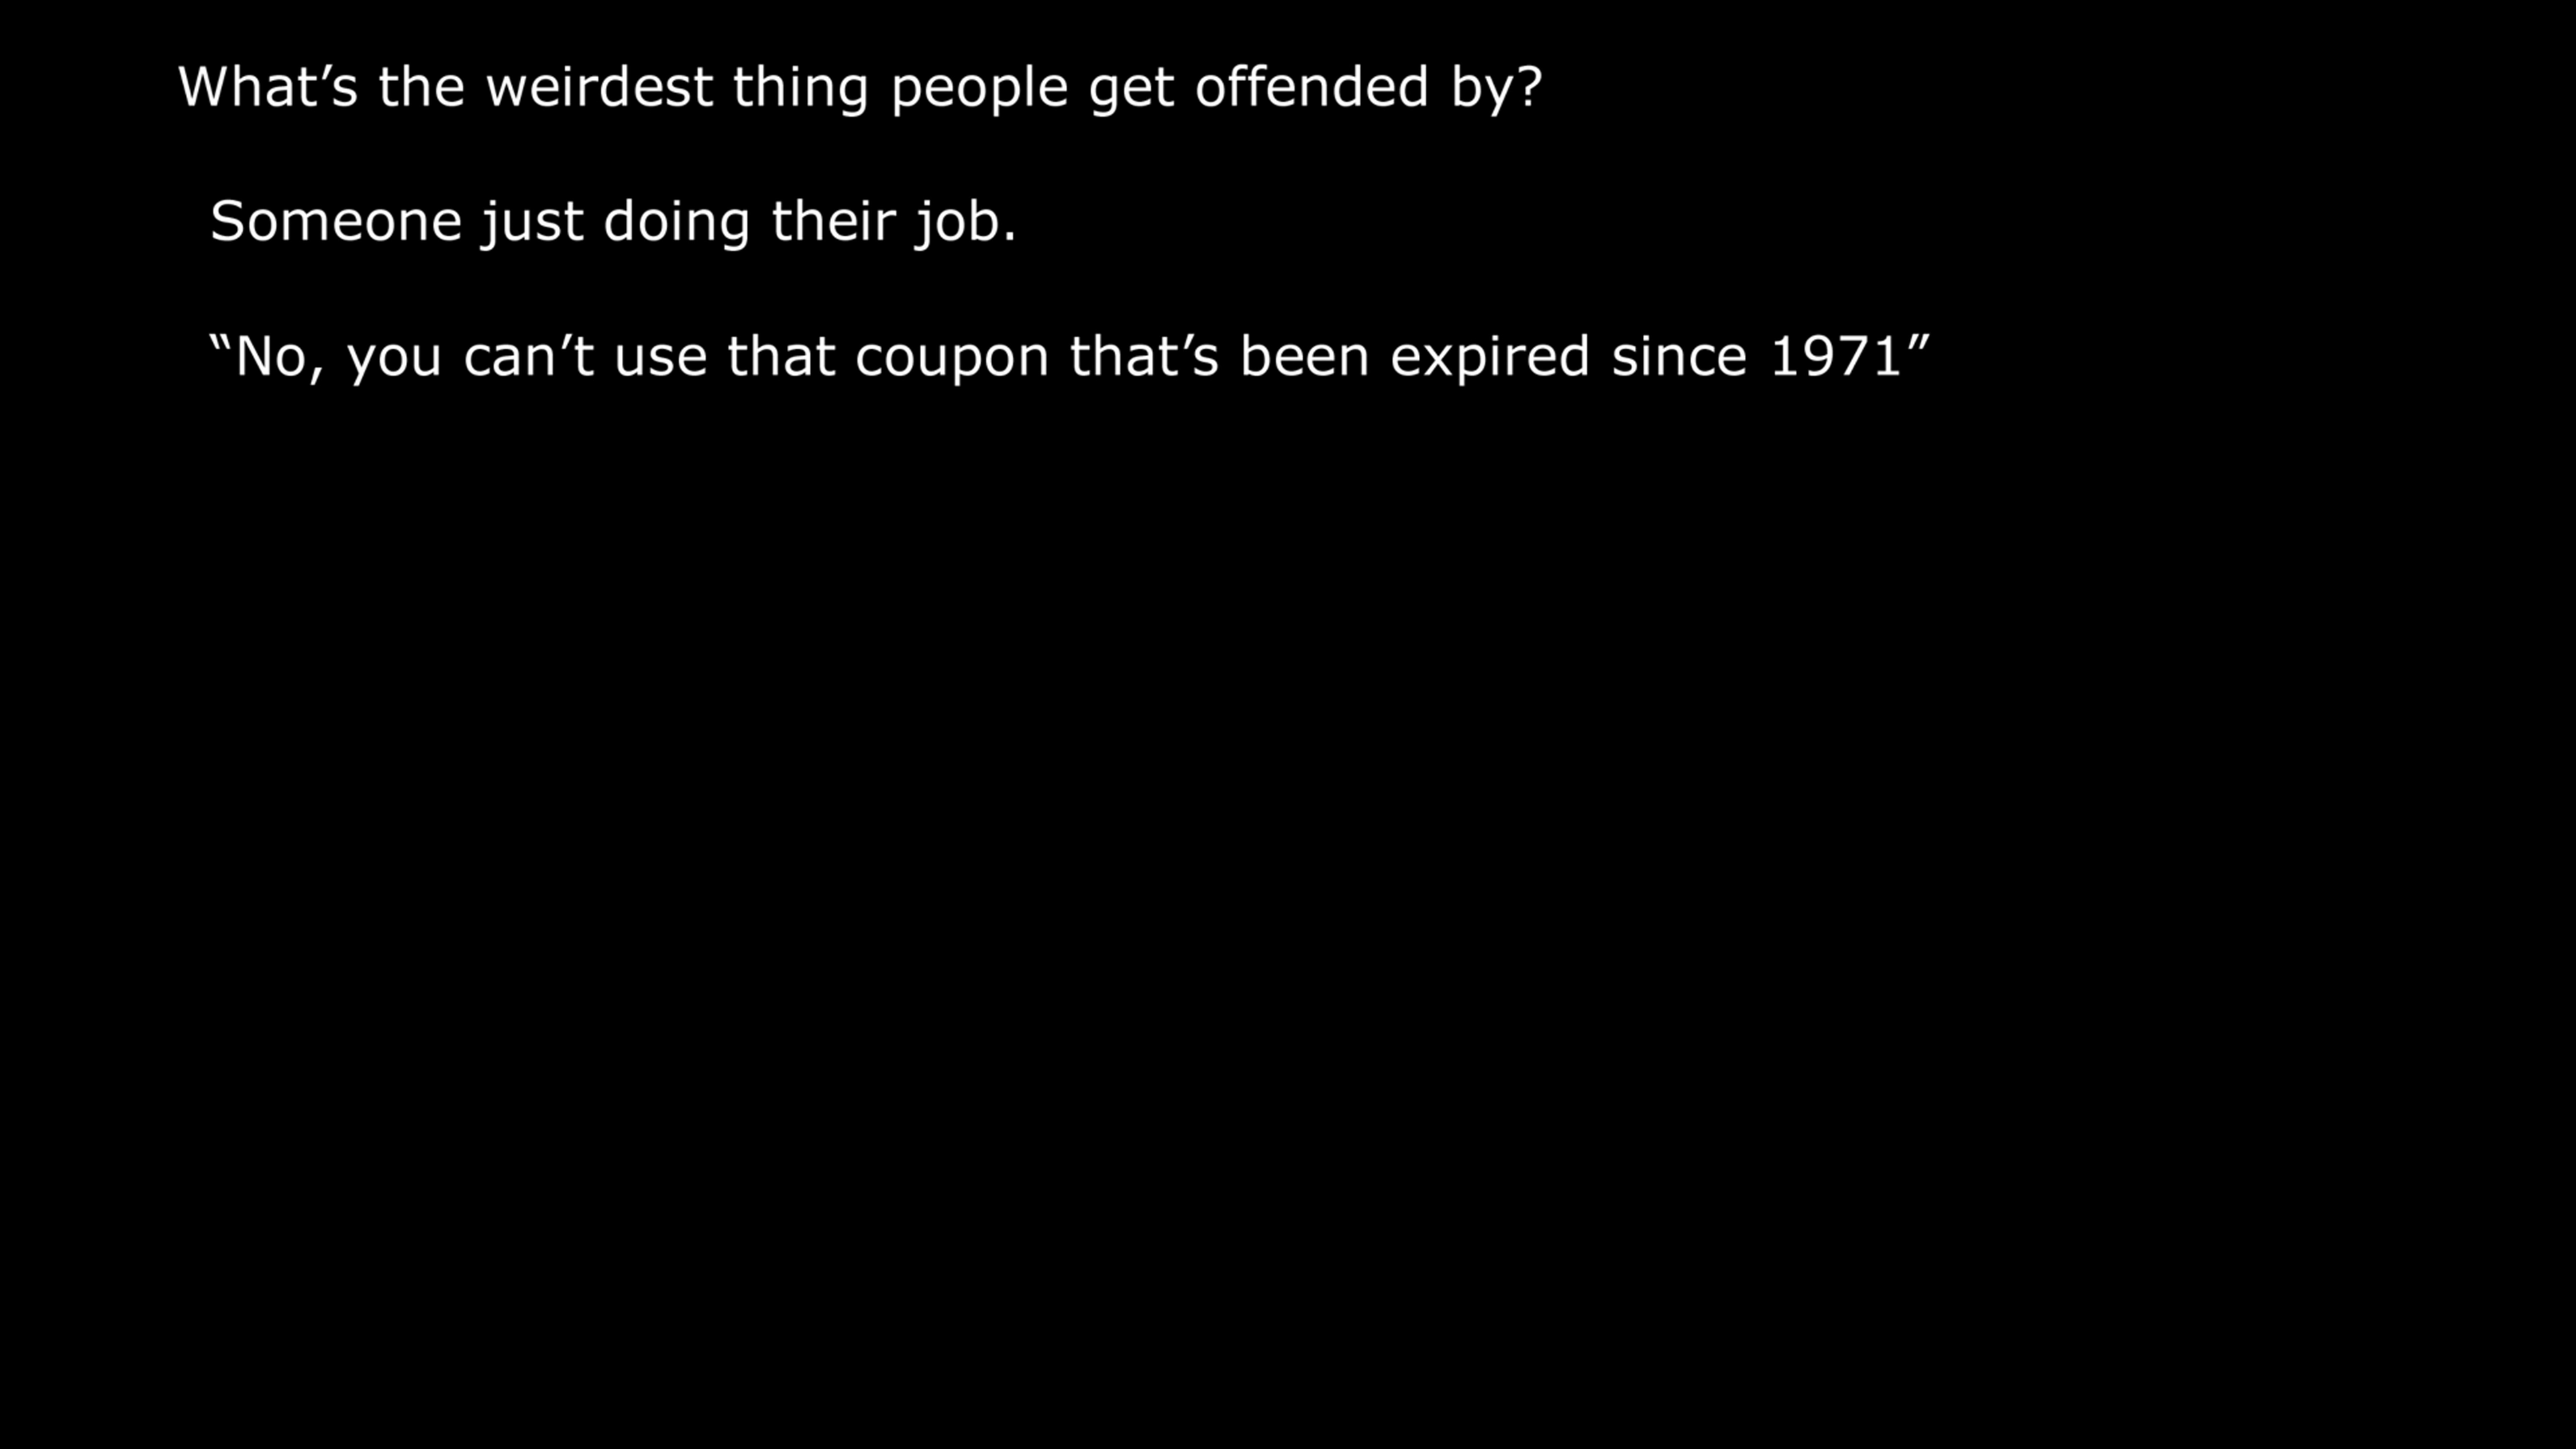 What’s the weirdest thing people get offended by?
Someone just doing their job.
“No, you can’t use that coupon that’s been expired since 1971”